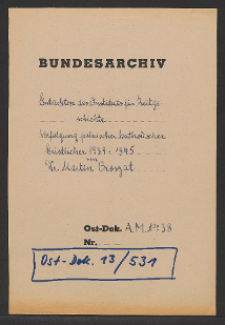 BUNDESARCHIV
Gutachten des Instituts für Zeitge-
schichte
Verfolgung polnischer katholischer
Geistlicher 1939 - 1945
von
Dr. Martin Broszat
Ost-Dok. A.M. Nº: 38
Nr.
Ost - Dok. 13/531